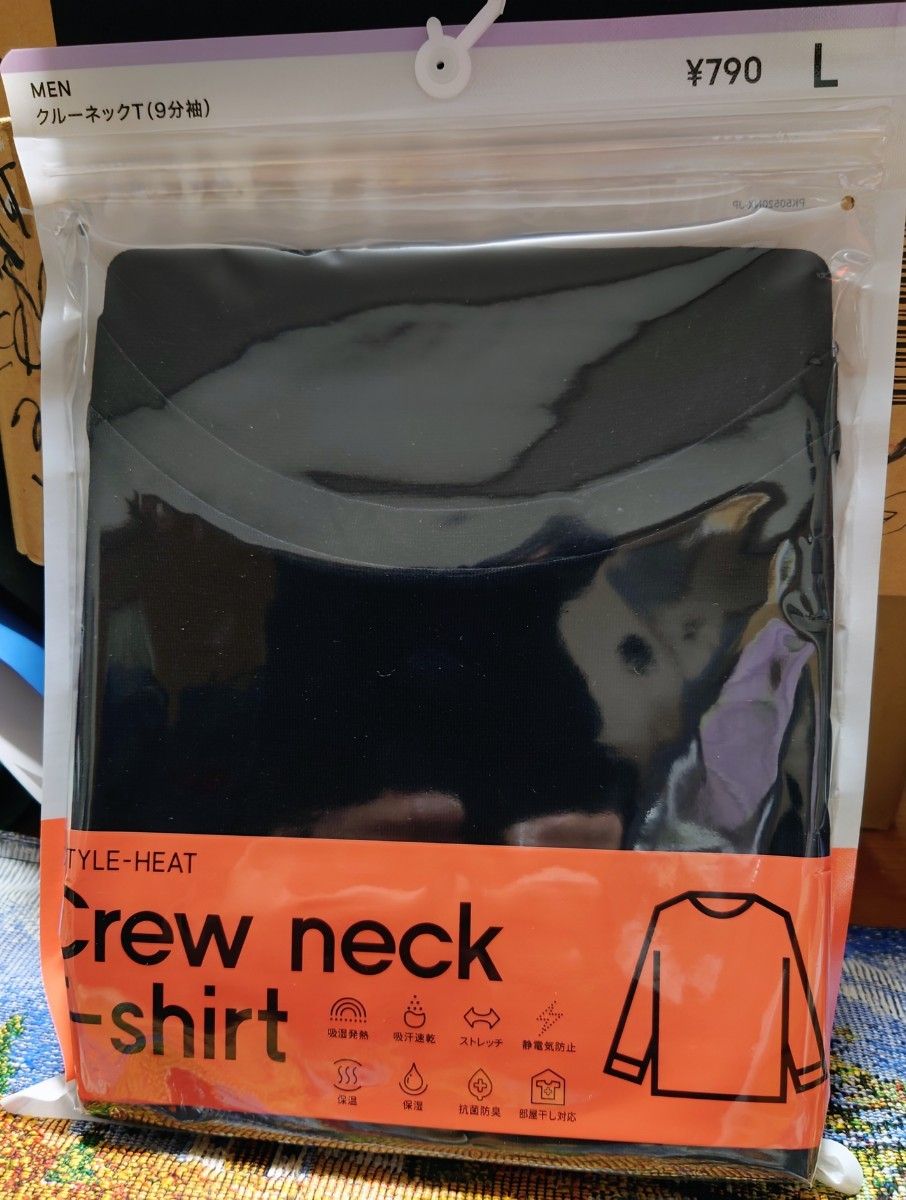 MEN
クルーネックT(9分袖)
¥790 L
TYLE-HEAT
Crew neck
-shirt
吸湿発熱 吸汗速乾 ストレッチ 静電気防止
保温 保湿 抗菌防臭 部屋干し対応